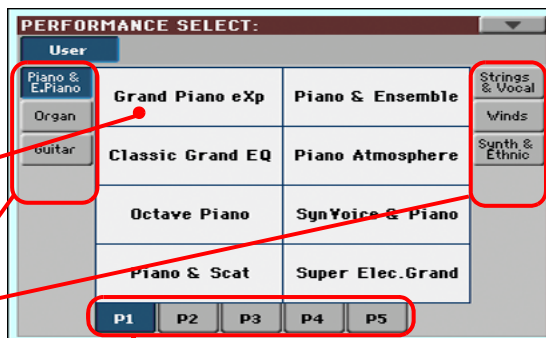 PERFORMANCE SELECT:
User
Piano &
E.Piano
Organ
Guitar
Grand Piano eXp
Piano & Ensemble
Classic Grand EQ
Piano Atmosphere
Octave Piano
SynVoice & Piano
Piano & Scat
Super Elec.Grand
Strings
& Vocal
Winds
Synth &
Ethnic
P1 P2 P3 P4 P5